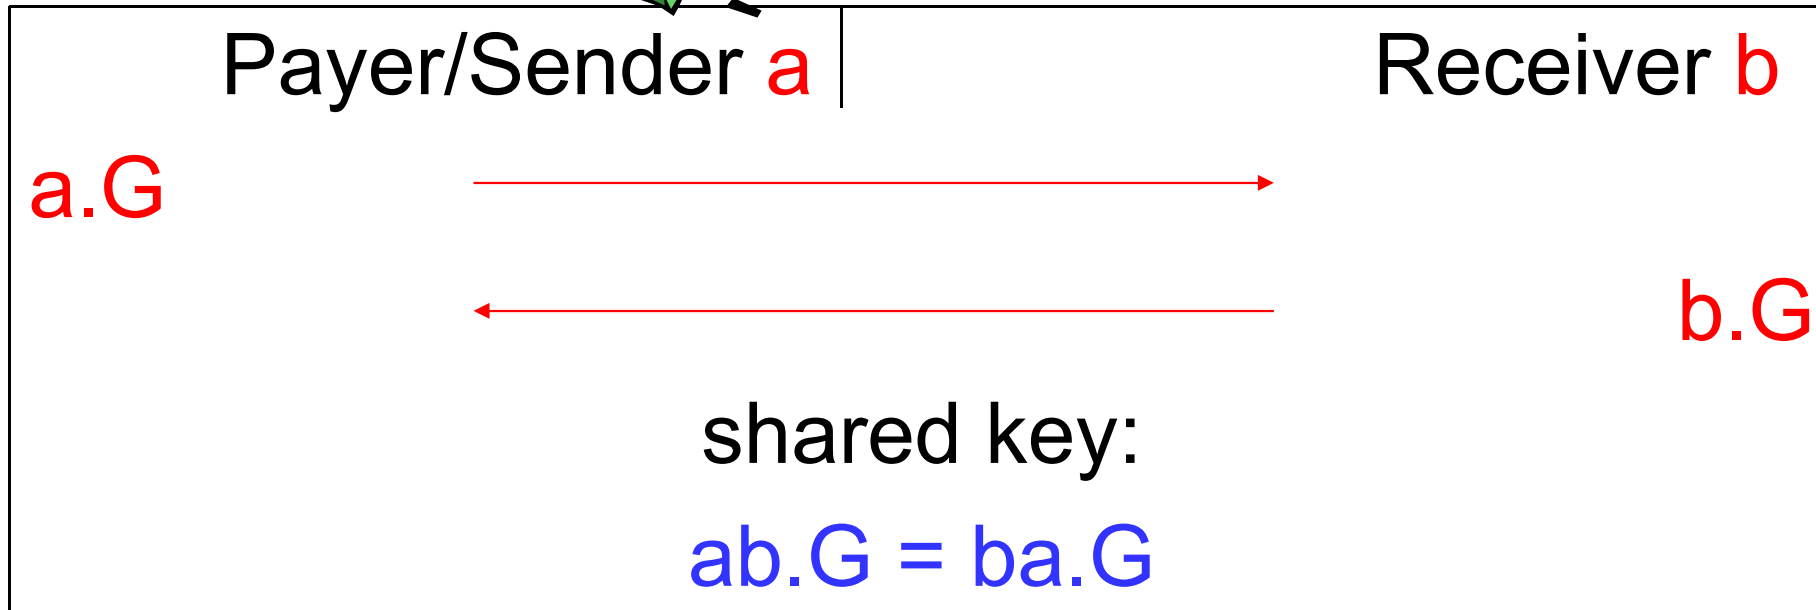 Payer/Sender a
Receiver b
a.G
b.G
shared key:
ab.G = ba.G